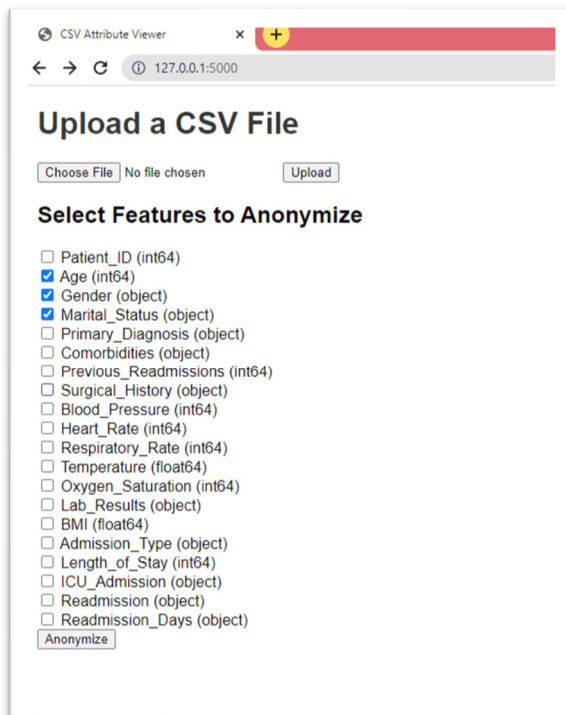 CSV Attribute Viewer
127.0.0.1:5000
Upload a CSV File
Choose File No file chosen Upload
Select Features to Anonymize
Patient_ID (int64)
Age (int64)
Gender (object)
Marital_Status (object)
Primary_Diagnosis (object)
Comorbidities (object)
Previous_Readmissions (int64)
Surgical_History (object)
Blood_Pressure (int64)
Heart_Rate (int64)
Respiratory_Rate (int64)
Temperature (float64)
Oxygen_Saturation (int64)
Lab_Results (object)
BMI (float64)
Admission_Type (object)
Length_of_Stay (int64)
ICU_Admission (object)
Readmission (object)
Readmission_Days (object)
Anonymize